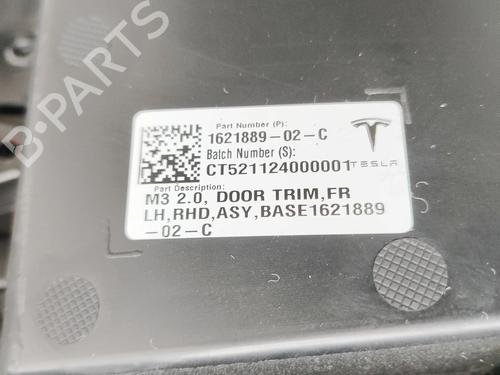 B-PARTS
Part Number (P):
1621889-02-C
Batch Number (S):
CT521124000001
TESLA
Part Description:
M3 2.0, DOOR TRIM,FR
LH,RHD,ASY,BASE1621889
-02-C